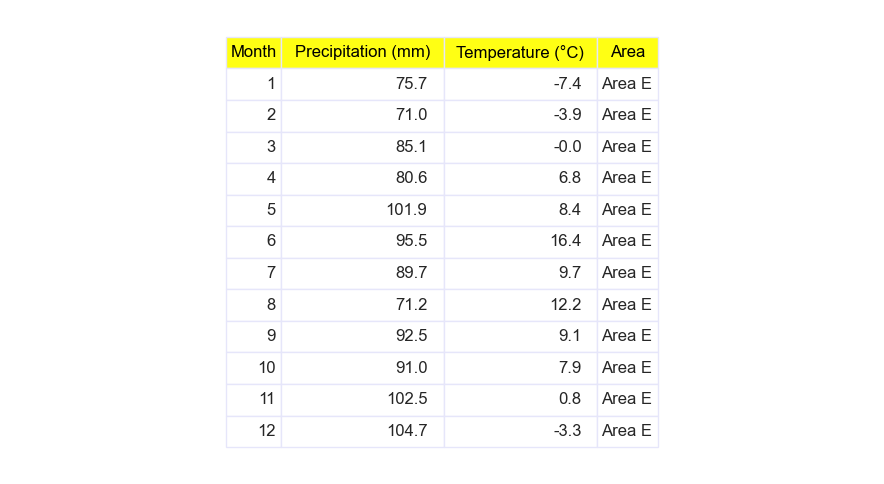 Month Precipitation (mm) Temperature (°C) Area
1 75.7 -7.4 Area E
2 71.0 -3.9 Area E
3 85.1 -0.0 Area E
4 80.6 6.8 Area E
5 101.9 8.4 Area E
6 95.5 16.4 Area E
7 89.7 9.7 Area E
8 71.2 12.2 Area E
9 92.5 9.1 Area E
10 91.0 7.9 Area E
11 102.5 0.8 Area E
12 104.7 -3.3 Area E